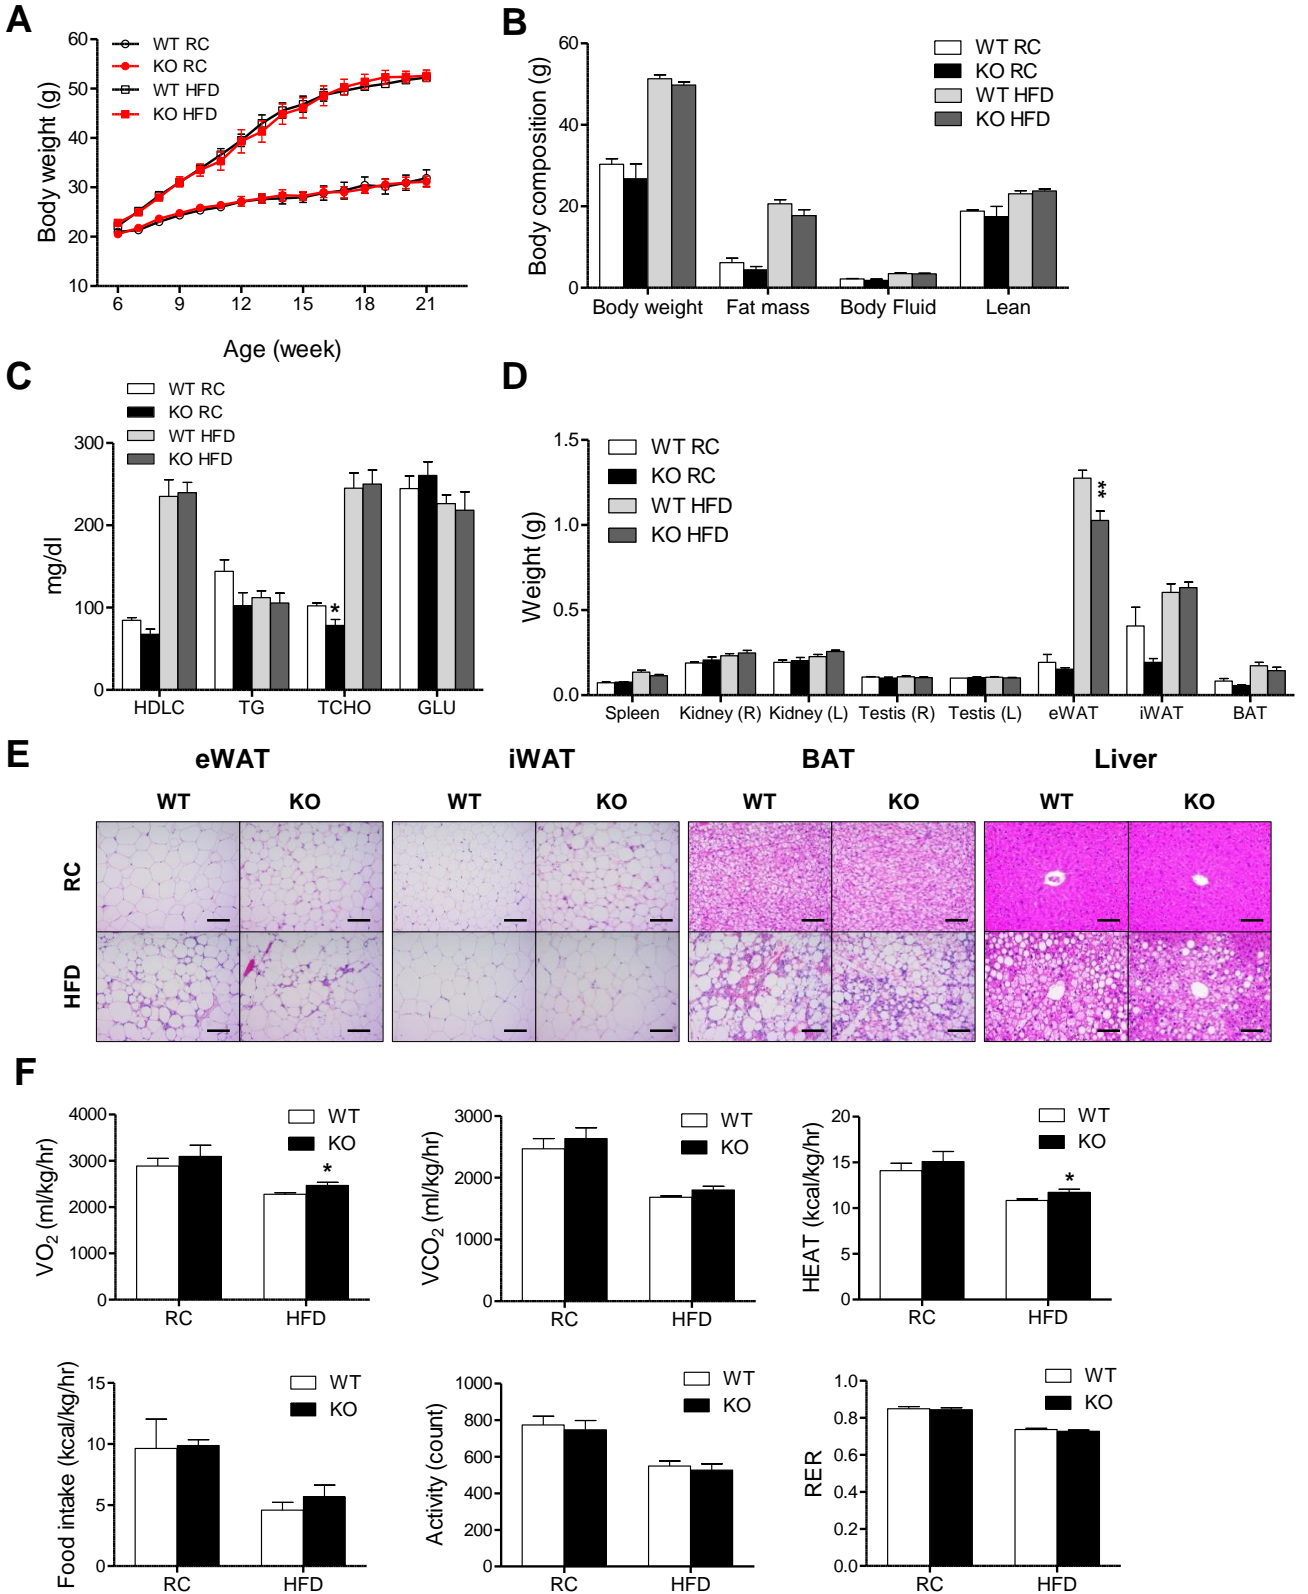 A
Body weight (g)
60
50
40
30
20
10
WT RC
KO RC
WT HFD
KO HFD
6 9 12 15 18 21
Age (week)
B
Body composition (g)
60
40
20
0
WT RC
KO RC
WT HFD
KO HFD
Body weight Fat mass Body Fluid Lean
C
WT RC
KO RC
WT HFD
KO HFD
mg/dl
300
200
100
0
*
HDLC TG TCHO GLU
D
Weight (g)
1.5
1.0
0.5
0.0
WT RC
KO RC
WT HFD
KO HFD
**
Spleen Kidney (R) Kidney (L) Testis (R) Testis (L) eWAT iWAT BAT
E
eWAT iWAT BAT Liver
WT KO WT KO WT KO WT KO
RC
HFD
F
VO2 (ml/kg/hr)
4000
3000
2000
1000
0
WT
KO
*
RC HFD
VCO2 (ml/kg/hr)
3000
2000
1000
0
WT
KO
RC HFD
HEAT (kcal/kg/hr)
20
15
10
5
0
WT
KO
*
RC HFD
Food intake (kcal/kg/hr)
15
10
5
0
WT
KO
RC HFD
Activity (count)
1000
800
600
400
200
0
WT
KO
RC HFD
RER
1.0
0.8
0.6
0.4
0.2
0.0
WT
KO
RC HFD